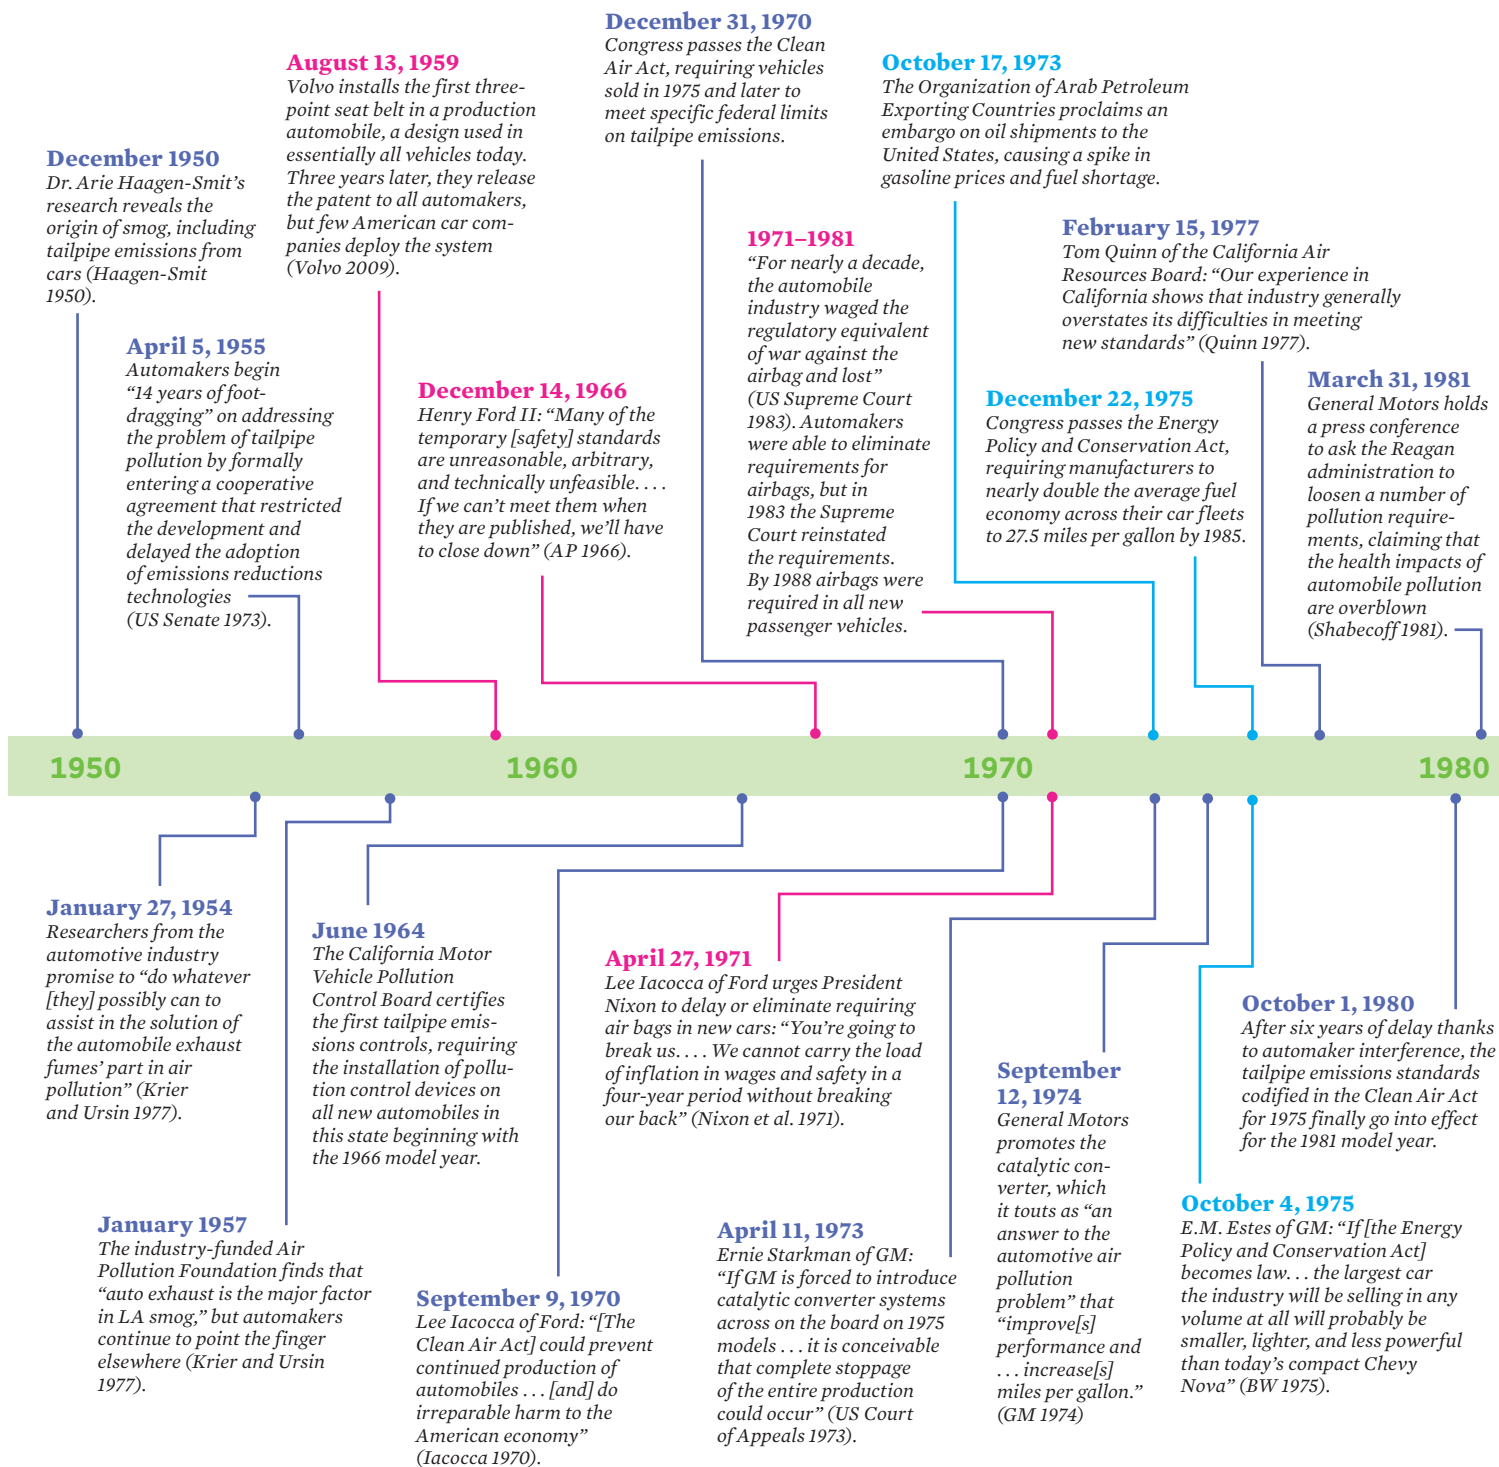 December 1950
Dr. Arie Haagen-Smit’s
research reveals the
origin of smog, including
tailpipe emissions from
cars (Haagen-Smit
1950).
April 5, 1955
Automakers begin
“14 years of foot-
dragging” on addressing
the problem of tailpipe
pollution by formally
entering a cooperative
agreement that restricted
the development and
delayed the adoption
of emissions reductions
technologies
(US Senate 1973).
August 13, 1959
Volvo installs the first three-
point seat belt in a production
automobile, a design used in
essentially all vehicles today.
Three years later, they release
the patent to all automakers,
but few American car com-
panies deploy the system
(Volvo 2009).
December 14, 1966
Henry Ford II: “Many of the
temporary [safety] standards
are unreasonable, arbitrary,
and technically unfeasible. . . .
If we can’t meet them when
they are published, we’ll have
to close down” (AP 1966).
December 31, 1970
Congress passes the Clean
Air Act, requiring vehicles
sold in 1975 and later to
meet specific federal limits
on tailpipe emissions.
1971–1981
“For nearly a decade,
the automobile
industry waged the
regulatory equivalent
of war against the
airbag and lost”
(US Supreme Court
1983). Automakers
were able to eliminate
requirements for
airbags, but in
1983 the Supreme
Court reinstated
the requirements.
By 1988 airbags were
required in all new
passenger vehicles.
October 17, 1973
The Organization of Arab Petroleum
Exporting Countries proclaims an
embargo on oil shipments to the
United States, causing a spike in
gasoline prices and fuel shortage.
December 22, 1975
Congress passes the Energy
Policy and Conservation Act,
requiring manufacturers to
nearly double the average fuel
economy across their car fleets
to 27.5 miles per gallon by 1985.
February 15, 1977
Tom Quinn of the California Air
Resources Board: “Our experience in
California shows that industry generally
overstates its difficulties in meeting
new standards” (Quinn 1977).
March 31, 1981
General Motors holds
a press conference
to ask the Reagan
administration to
loosen a number of
pollution require-
ments, claiming that
the health impacts of
automobile pollution
are overblown
(Shabecoff 1981).
1950
1960
1970
1980
January 27, 1954
Researchers from the
automotive industry
promise to “do whatever
[they] possibly can to
assist in the solution of
the automobile exhaust
fumes’ part in air
pollution” (Krier
and Ursin 1977).
January 1957
The industry-funded Air
Pollution Foundation finds that
“auto exhaust is the major factor
in LA smog,” but automakers
continue to point the finger
elsewhere (Krier and Ursin
1977).
June 1964
The California Motor
Vehicle Pollution
Control Board certifies
the first tailpipe emis-
sions controls, requiring
the installation of pollu-
tion control devices on
all new automobiles in
this state beginning with
the 1966 model year.
September 9, 1970
Lee Iacocca of Ford: “[The
Clean Air Act] could prevent
continued production of
automobiles . . . [and] do
irreparable harm to the
American economy”
(Iacocca 1970).
April 27, 1971
Lee Iacocca of Ford urges President
Nixon to delay or eliminate requiring
air bags in new cars: “You’re going to
break us. . . . We cannot carry the load
of inflation in wages and safety in a
four-year period without breaking
our back” (Nixon et al. 1971).
April 11, 1973
Ernie Starkman of GM:
“If GM is forced to introduce
catalytic converter systems
across on the board on 1975
models . . . it is conceivable
that complete stoppage
of the entire production
could occur” (US Court
of Appeals 1973).
September
12, 1974
General Motors
promotes the
catalytic con-
verter, which
it touts as “an
answer to the
automotive air
pollution
problem” that
“improve[s]
performance and
. . . increase[s]
miles per gallon.”
(GM 1974)
October 4, 1975
E.M. Estes of GM: “If [the Energy
Policy and Conservation Act]
becomes law. . . the largest car
the industry will be selling in any
volume at all will probably be
smaller, lighter, and less powerful
than today’s compact Chevy
Nova” (BW 1975).
October 1, 1980
After six years of delay thanks
to automaker interference, the
tailpipe emissions standards
codified in the Clean Air Act
for 1975 finally go into effect
for the 1981 model year.